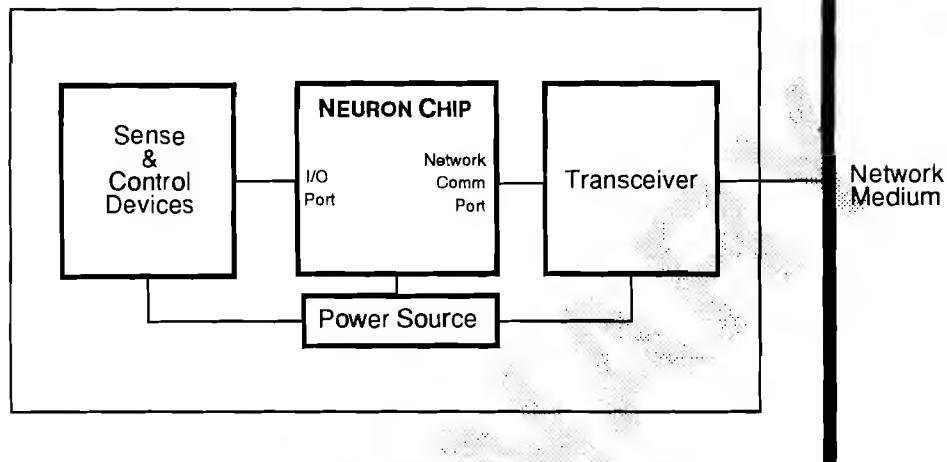 Sense
&
Control
Devices
NEURON CHIP
I/O
Port
Network
Comm
Port
Transceiver
Power Source
Network
Medium